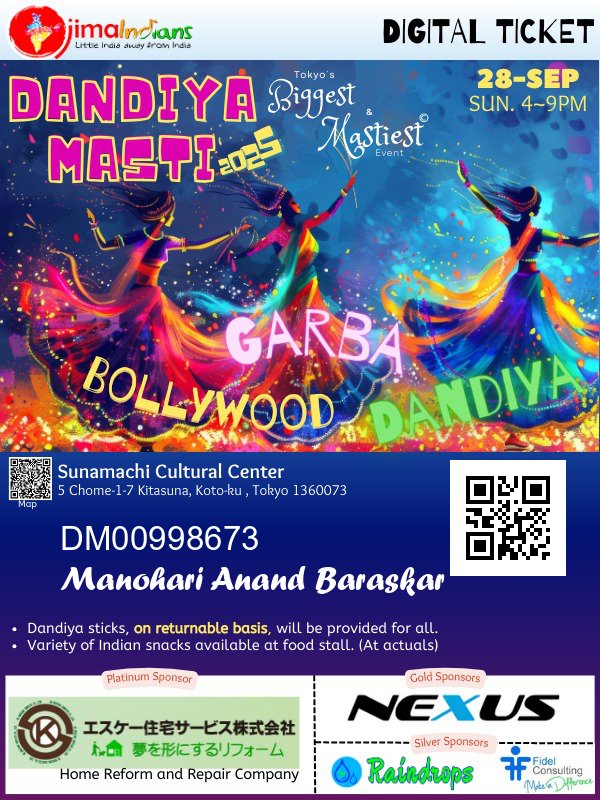 OjimaIndians
Little India away from India
DIGITAL TICKET
DANDIYA
MASTI 2025
Tokyo's
Biggest
&
Mastiest©
Event
28-SEP
SUN. 4~9PM
GARBA
BOLLYWOOD
DANDIYA
Map
Sunamachi Cultural Center
5 Chome-1-7 Kitasuna, Koto-ku , Tokyo 1360073
DM00998673
Manohari Anand Baraskar
• Dandiya sticks, on returnable basis, will be provided for all.
• Variety of Indian snacks available at food stall. (At actuals)
Platinum Sponsor
SK
エスケー住宅サービス株式会社
夢を形にするリフォーム
Home Reform and Repair Company
Gold Sponsors
NEXUS
Silver Sponsors
Raindrops
Fidel
Consulting
Make a Difference